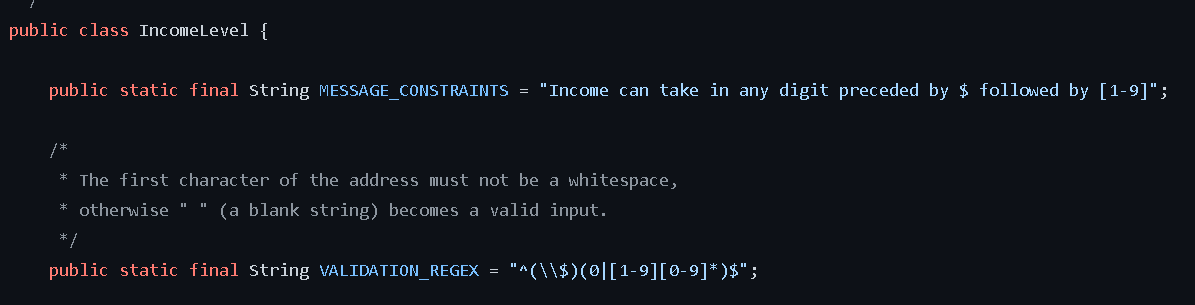 /
public class IncomeLevel {
public static final String MESSAGE_CONSTRAINTS = "Income can take in any digit preceded by $ followed by [1-9]";
/*
* The first character of the address must not be a whitespace,
* otherwise " " (a blank string) becomes a valid input.
*/
public static final String VALIDATION_REGEX = "^(\\$)(0|[1-9][0-9]*)$";